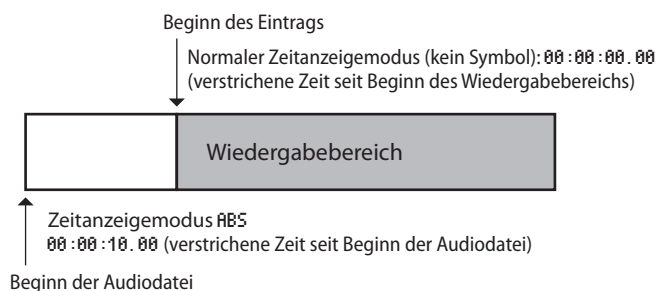 Beginn des Eintrags
Normaler Zeitanzeigemodus (kein Symbol): 00:00:00.00
(verstrichene Zeit seit Beginn des Wiedergabebereichs)
Wiedergabebereich
Zeitanzeigemodus ABS
00:00:10.00 (verstrichene Zeit seit Beginn der Audiodatei)
Beginn der Audiodatei